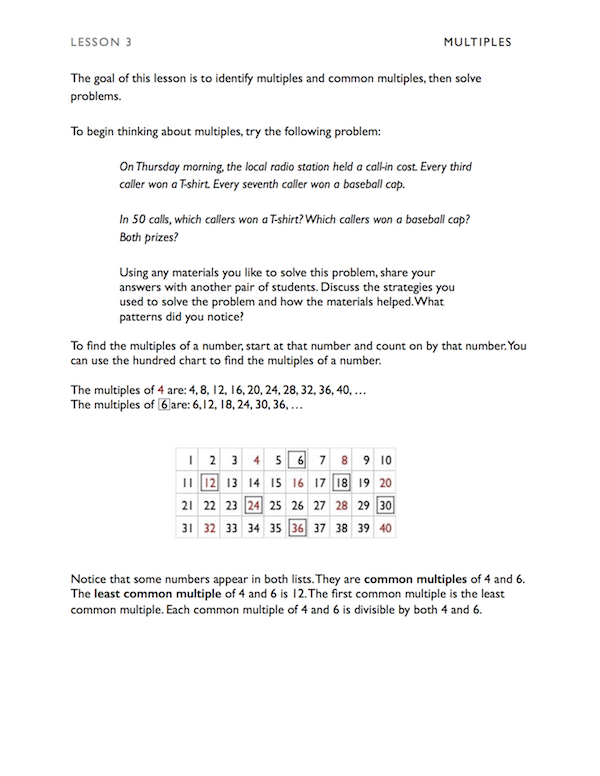 LESSON 3 MULTIPLES
The goal of this lesson is to identify multiples and common multiples, then solve
problems.
To begin thinking about multiples, try the following problem:
On Thursday morning, the local radio station held a call-in cost. Every third
caller won a T-shirt. Every seventh caller won a baseball cap.
In 50 calls, which callers won a T-shirt? Which callers won a baseball cap?
Both prizes?
Using any materials you like to solve this problem, share your
answers with another pair of students. Discuss the strategies you
used to solve the problem and how the materials helped. What
patterns did you notice?
To find the multiples of a number, start at that number and count on by that number. You
can use the hundred chart to find the multiples of a number.
The multiples of 4 are: 4, 8, 12, 16, 20, 24, 28, 32, 36, 40, …
The multiples of 6 are: 6,12, 18, 24, 30, 36, …
1 2 3 4 5 6 7 8 9 10
11 12 13 14 15 16 17 18 19 20
21 22 23 24 25 26 27 28 29 30
31 32 33 34 35 36 37 38 39 40
Notice that some numbers appear in both lists. They are common multiples of 4 and 6.
The least common multiple of 4 and 6 is 12. The first common multiple is the least
common multiple. Each common multiple of 4 and 6 is divisible by both 4 and 6.